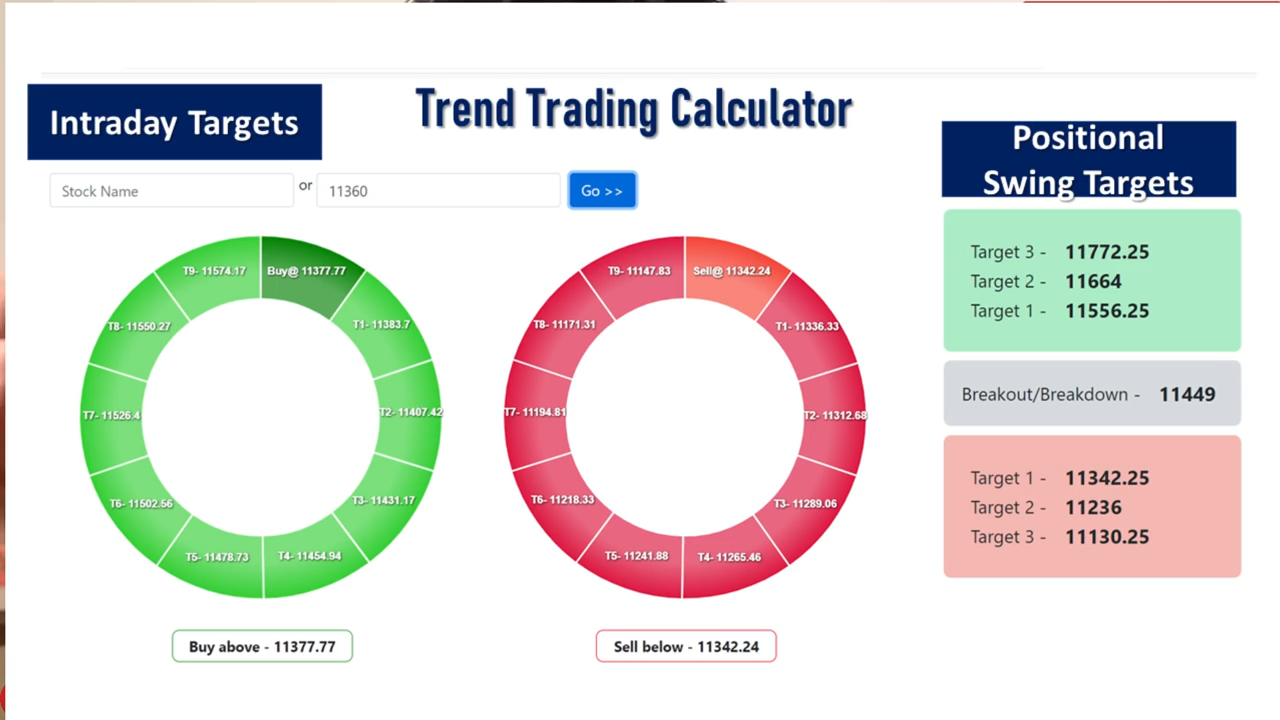 Intraday Targets
Trend Trading Calculator
Positional
Swing Targets
Stock Name
or
11360
Go >>
Buy@ 11377.77
T1- 11383.7
T2- 11407.42
T3- 11431.17
T4- 11454.94
T5- 11478.73
T6- 11502.56
T7- 11526.4
T8- 11550.27
T9- 11574.17
Buy above - 11377.77
Sell@ 11342.24
T1- 11336.33
T2- 11312.68
T3- 11289.06
T4- 11265.46
T5- 11241.88
T6- 11218.33
T7- 11194.81
T8- 11171.31
T9- 11147.83
Sell below - 11342.24
Target 3 - 11772.25
Target 2 - 11664
Target 1 - 11556.25
Breakout/Breakdown - 11449
Target 1 - 11342.25
Target 2 - 11236
Target 3 - 11130.25